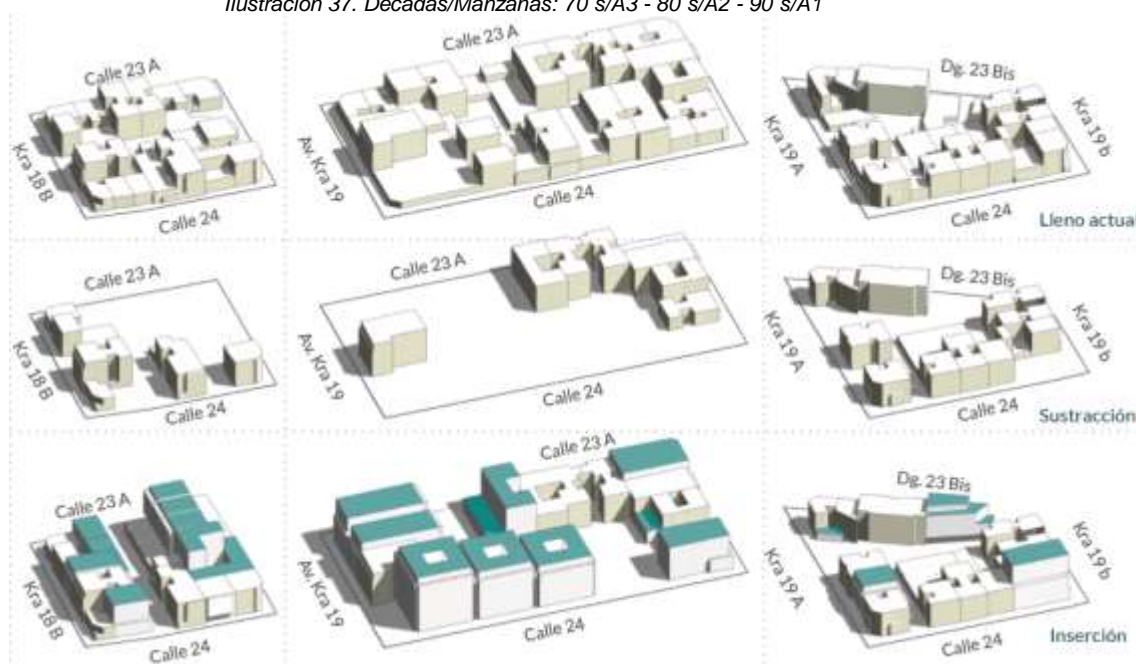 Ilustración 37. Décadas/Manzanas: 70´s/A3 - 80´s/A2 - 90´s/A1
Calle 23 A
Kra 18 B
Calle 24
Calle 23 A
Av. Kra 19
Calle 24
Dg. 23 Bis
Kra 19 A
Kra 19 b
Calle 24
Lleno actual
Calle 23 A
Kra 18 B
Calle 24
Calle 23 A
Av. Kra 19
Calle 24
Dg. 23 Bis
Kra 19 A
Kra 19 b
Calle 24
Sustracción
Calle 23 A
Kra 18 B
Calle 24
Calle 23 A
Av. Kra 19
Calle 24
Dg. 23 Bis
Kra 19 A
Kra 19 b
Calle 24
Inserción